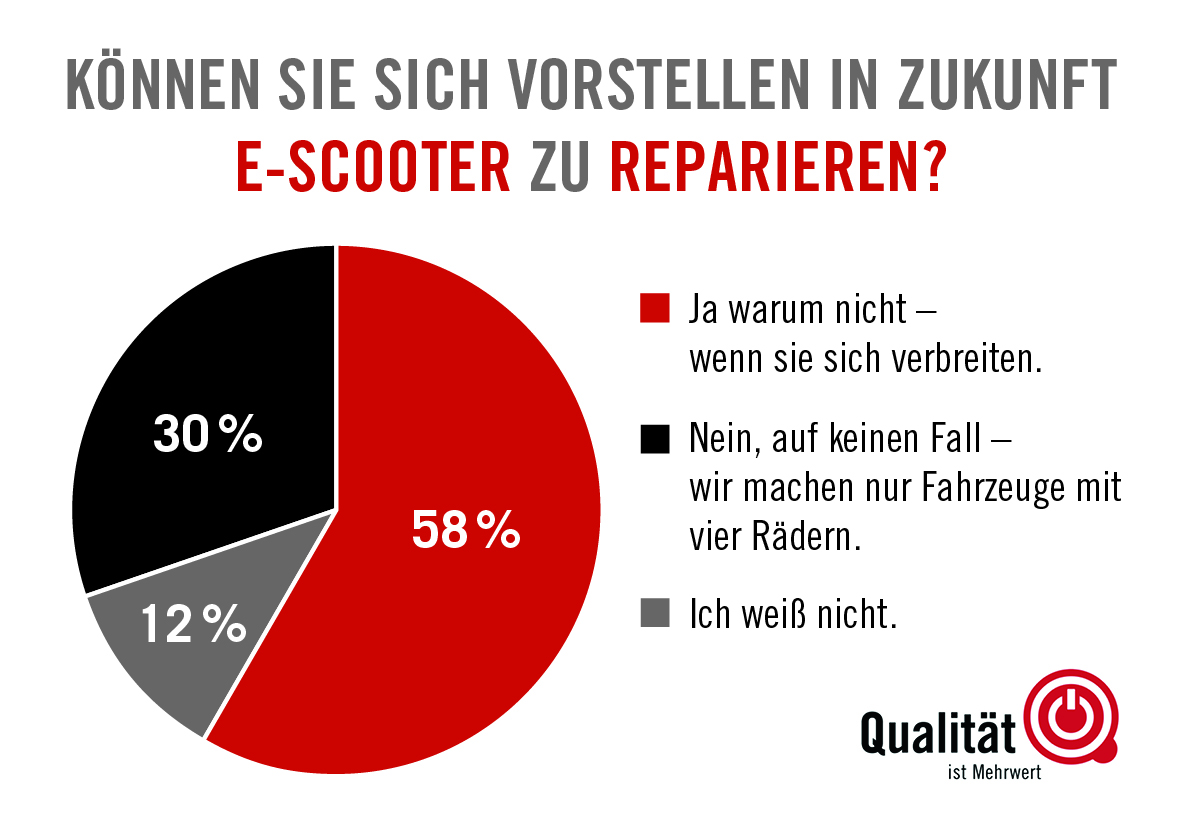 KÖNNEN SIE SICH VORSTELLEN IN ZUKUNFT
E-SCOOTER ZU REPARIEREN?
30 %
58 %
12 %
Ja warum nicht –
wenn sie sich verbreiten.
Nein, auf keinen Fall –
wir machen nur Fahrzeuge mit
vier Rädern.
Ich weiß nicht.
Qualität
ist Mehrwert